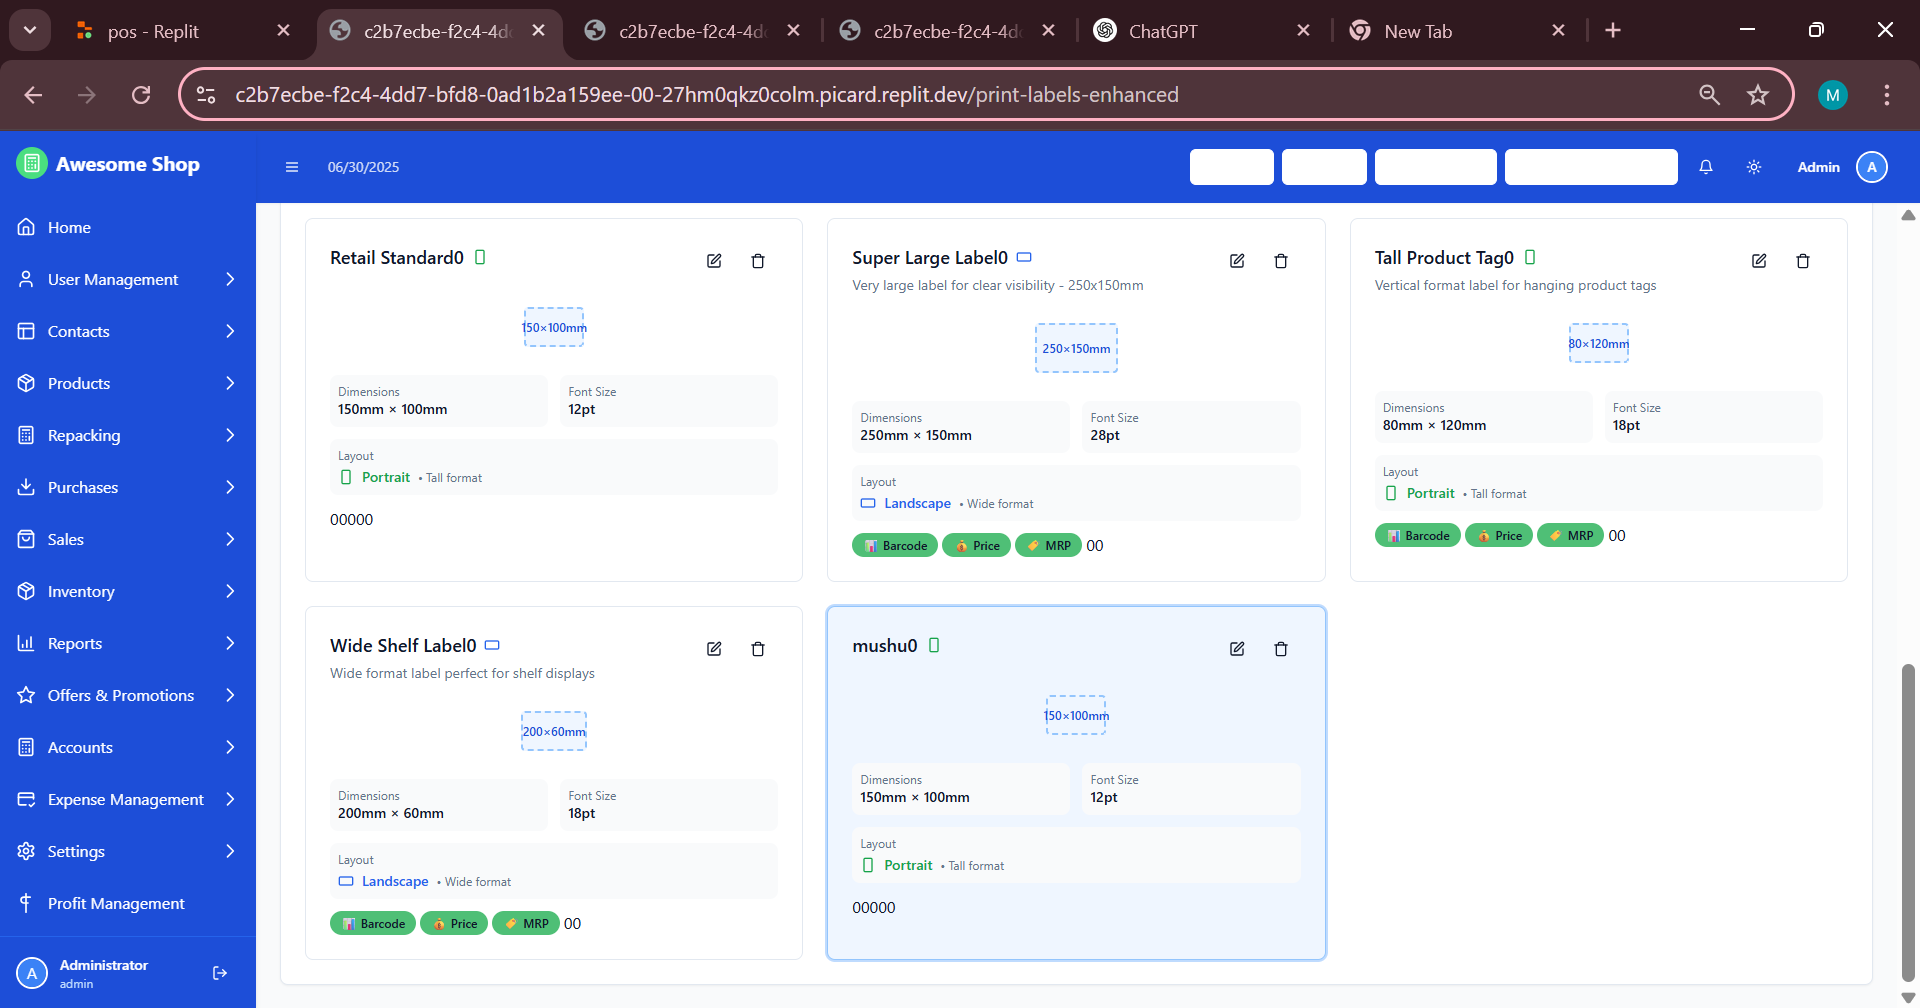 pos - Replit
c2b7ecbe-f2c4-4d
c2b7ecbe-f2c4-4d
c2b7ecbe-f2c4-4d
ChatGPT
New Tab
c2b7ecbe-f2c4-4dd7-bfd8-0ad1b2a159ee-00-27hm0qkz0colm.picard.replit.dev/print-labels-enhanced
M
Awesome Shop
06/30/2025
Admin
A
Home
User Management
Contacts
Products
Repacking
Purchases
Sales
Inventory
Reports
Offers & Promotions
Accounts
Expense Management
Settings
Profit Management
A
Administrator
admin
Retail Standard0
150×100mm
Dimensions
150mm × 100mm
Font Size
12pt
Layout
Portrait • Tall format
00000
Super Large Label0
Very large label for clear visibility - 250x150mm
250×150mm
Dimensions
250mm × 150mm
Font Size
28pt
Layout
Landscape • Wide format
Barcode Price MRP 00
Tall Product Tag0
Vertical format label for hanging product tags
80×120mm
Dimensions
80mm × 120mm
Font Size
18pt
Layout
Portrait • Tall format
Barcode Price MRP 00
Wide Shelf Label0
Wide format label perfect for shelf displays
200×60mm
Dimensions
200mm × 60mm
Font Size
18pt
Layout
Landscape • Wide format
Barcode Price MRP 00
mushu0
150×100mm
Dimensions
150mm × 100mm
Font Size
12pt
Layout
Portrait • Tall format
00000